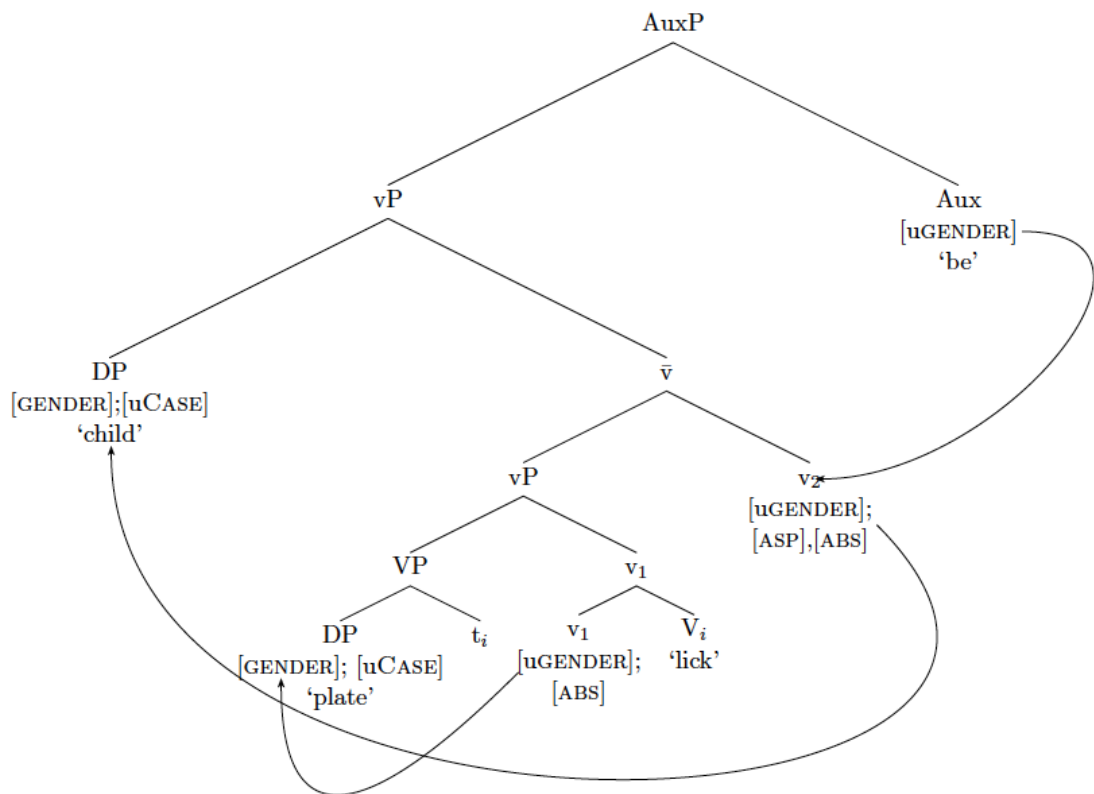 AuxP
vP
Aux
[uGENDER]
‘be’
DP
[GENDER];[uCASE]
‘child’
v̄
vP
v₂
[uGENDER];
[ASP],[ABS]
VP
v₁
DP
[GENDER]; [uCASE]
‘plate’
tᵢ
v₁
[uGENDER];
[ABS]
Vᵢ
‘lick’